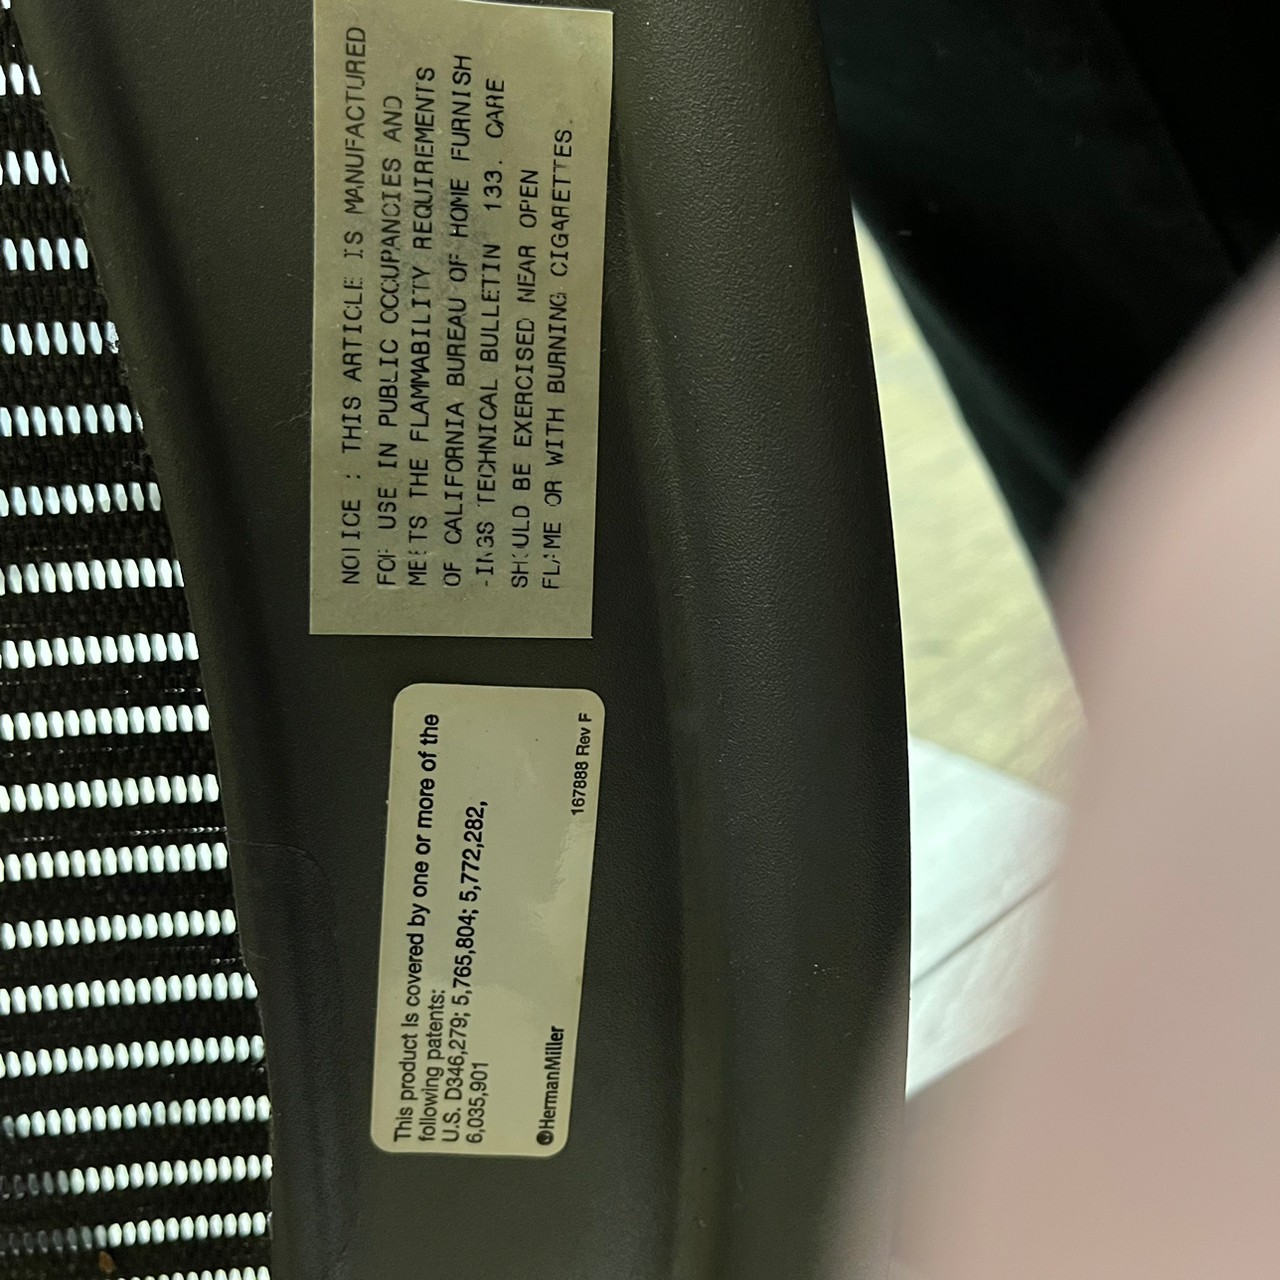 NOTICE : THIS ARTICLE IS MANUFACTURED
FOR USE IN PUBLIC OCCUPANCIES AND
MEETS THE FLAMMABILITY REQUIREMENTS
OF CALIFORNIA BUREAU OF HOME FURNISH
-INGS TECHNICAL BULLETIN 133. CARE
SHOULD BE EXERCISED NEAR OPEN
FLAME OR WITH BURNING CIGARETTES.
This product is covered by one or more of the
following patents:
U.S. D346,279; 5,765,804; 5,772,282,
6,035,901
HermanMiller
167888 Rev F